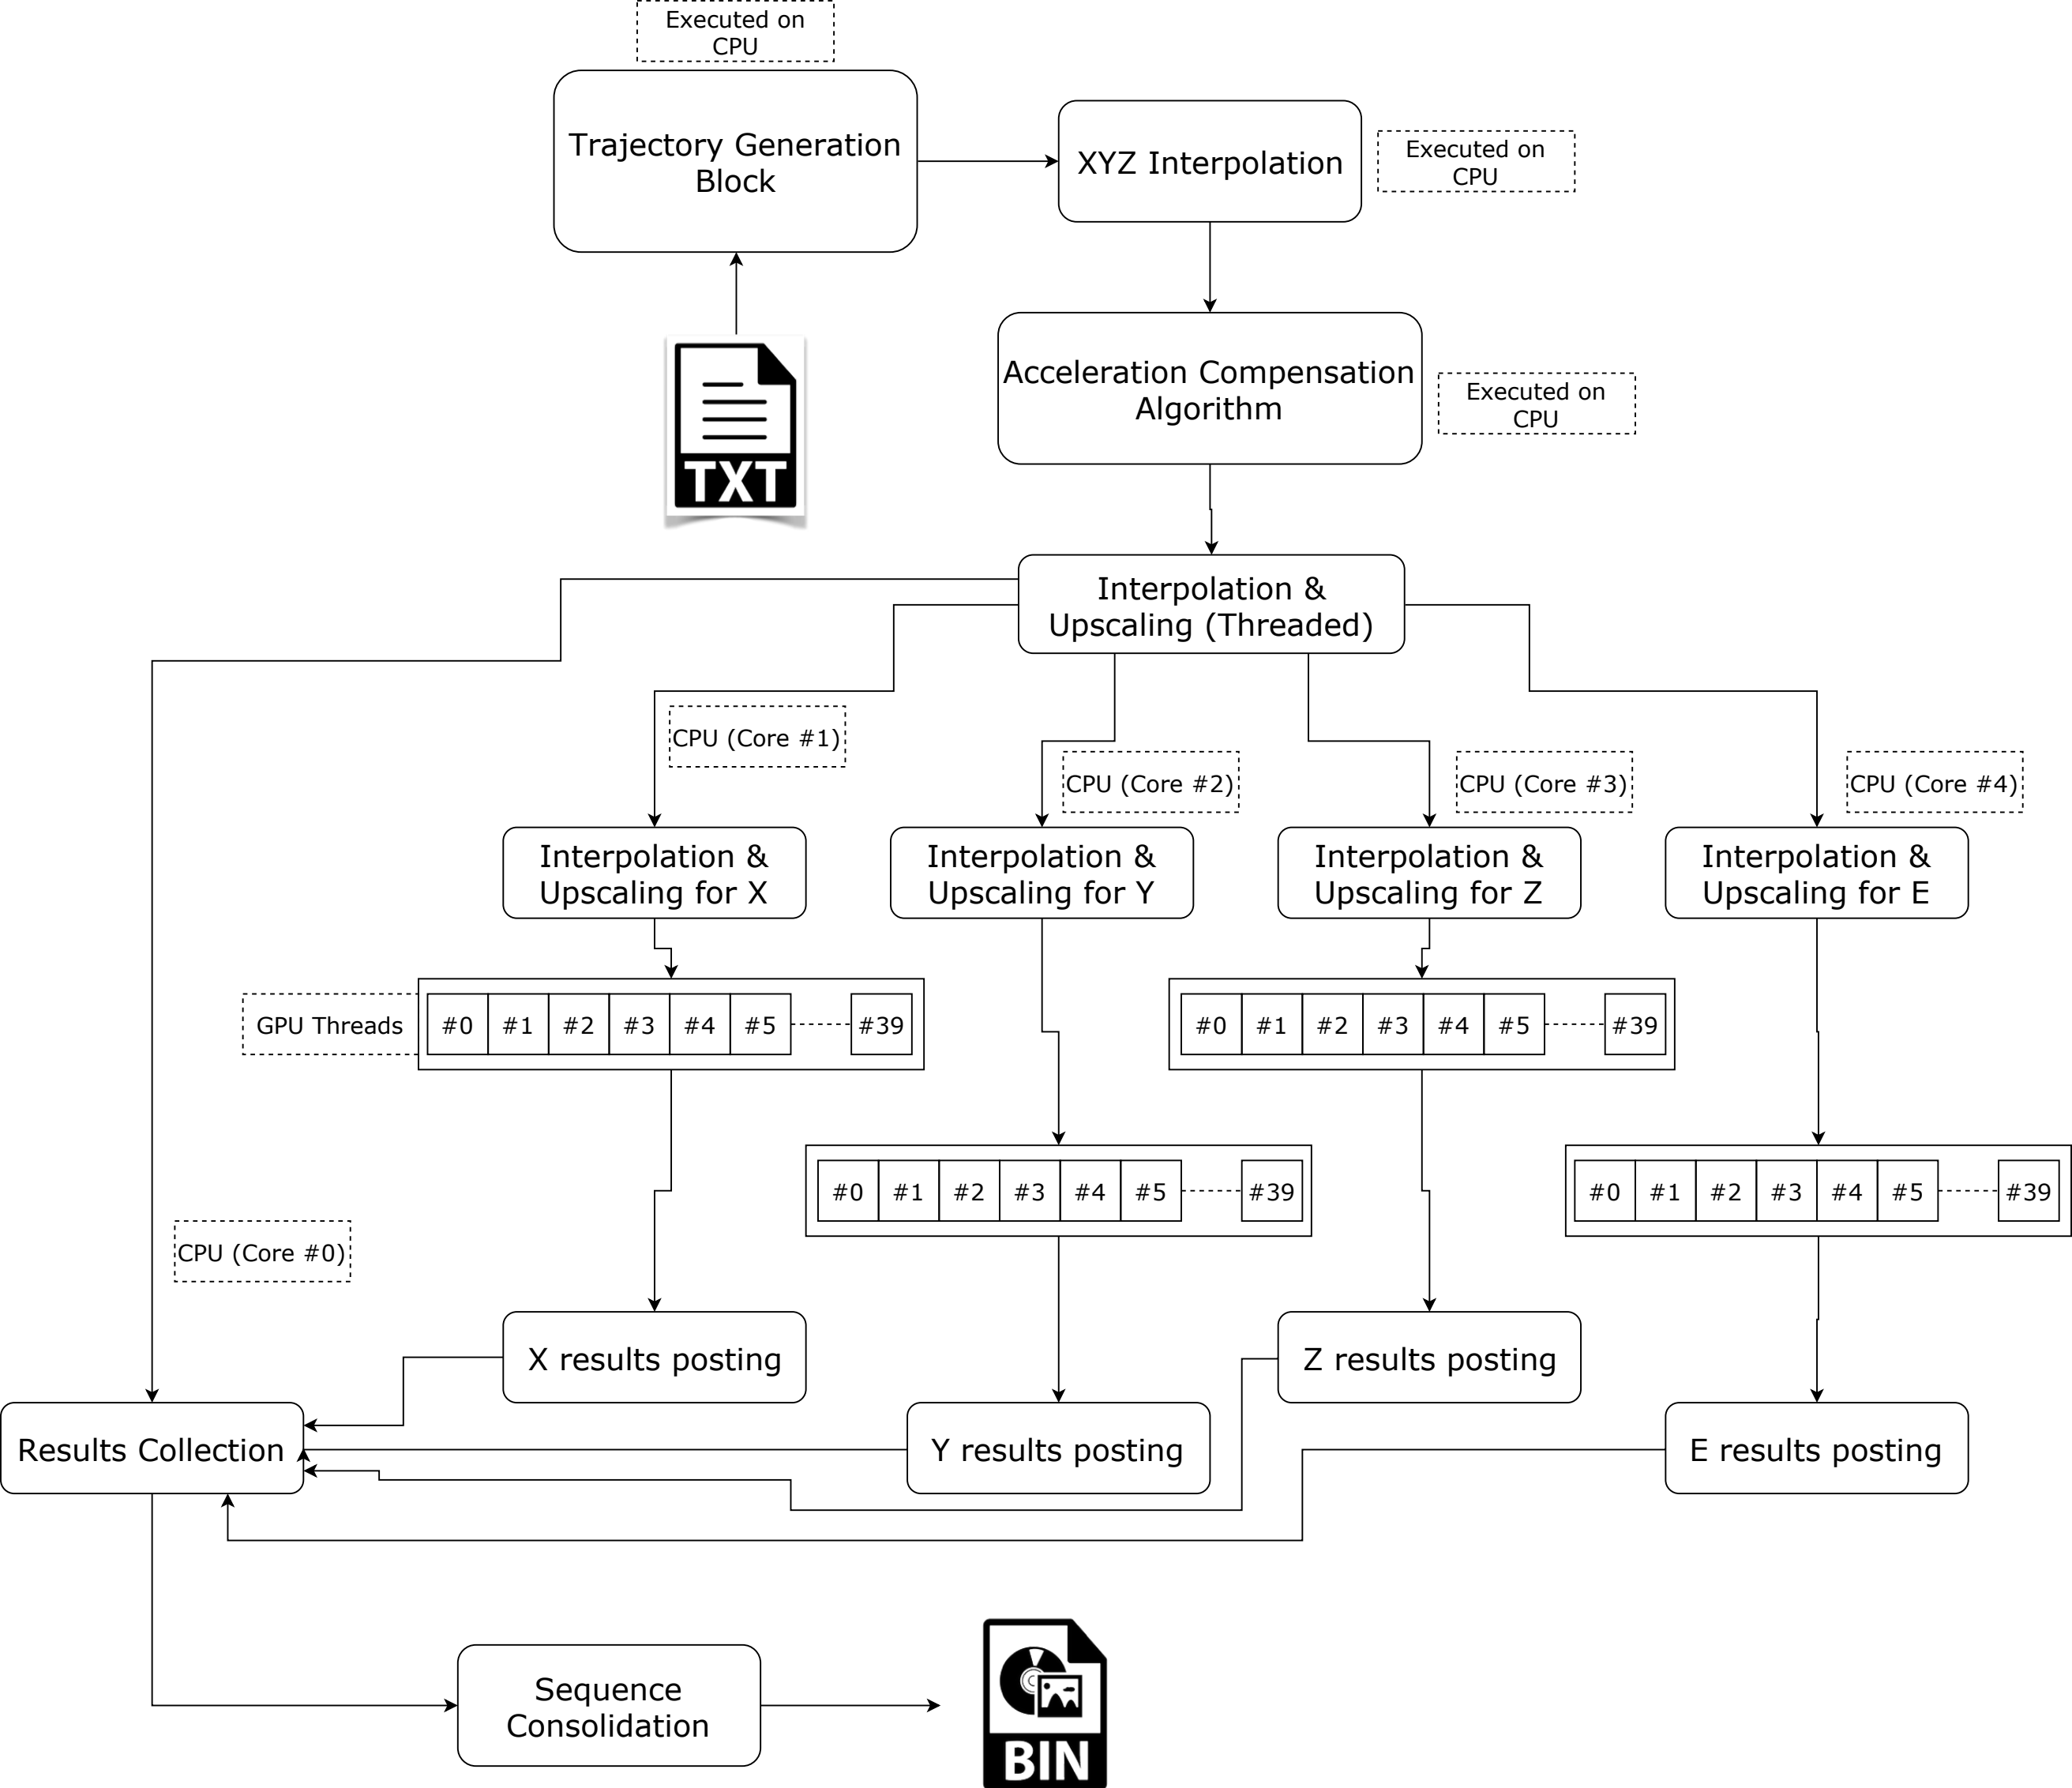 Executed on
CPU
Trajectory Generation
Block
XYZ Interpolation
Executed on
CPU
Acceleration Compensation
Algorithm
Executed on
CPU
TXT
Interpolation &
Upscaling (Threaded)
CPU (Core #1)
CPU (Core #2)
CPU (Core #3)
CPU (Core #4)
Interpolation &
Upscaling for X
Interpolation &
Upscaling for Y
Interpolation &
Upscaling for Z
Interpolation &
Upscaling for E
GPU Threads
#0 #1 #2 #3 #4 #5 #39
#0 #1 #2 #3 #4 #5 #39
#0 #1 #2 #3 #4 #5 #39
#0 #1 #2 #3 #4 #5 #39
CPU (Core #0)
X results posting
Z results posting
Results Collection
Y results posting
E results posting
Sequence
Consolidation
BIN